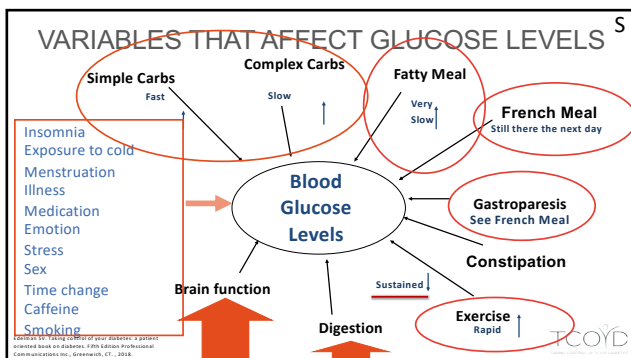 S
VARIABLES THAT AFFECT GLUCOSE LEVELS
Simple Carbs
Fast
Complex Carbs
Slow
Fatty Meal
Very
Slow
French Meal
Still there the next day
Insomnia
Exposure to cold
Menstruation
Illness
Medication
Emotion
Stress
Sex
Time change
Caffeine
Smoking
Blood
Glucose
Levels
Gastroparesis
See French Meal
Constipation
Sustained
Exercise
Rapid
Brain function
Digestion
Edelman SV. Taking control of your diabetes: a patient
oriented book on diabetes. Fifth Edition Professional
Communications Inc., Greenwich, CT. , 2018.
TCOYD